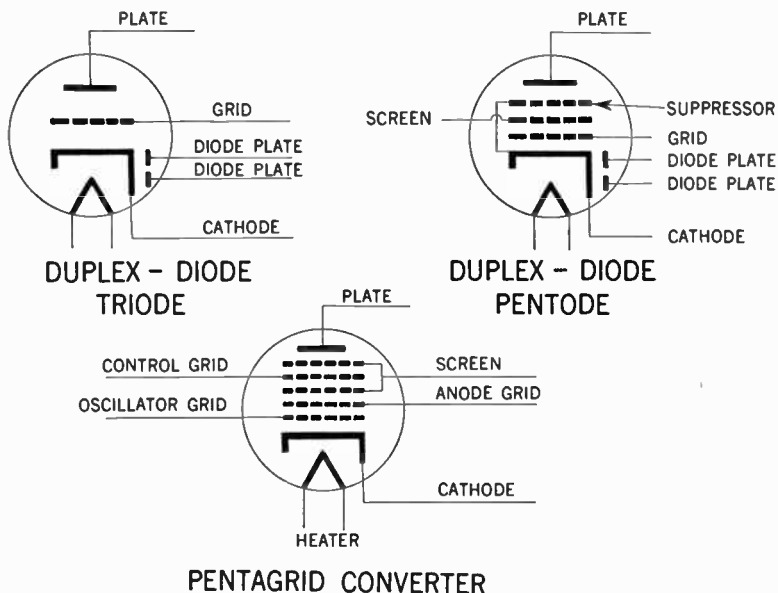 PLATE
GRID
DIODE PLATE
DIODE PLATE
CATHODE
DUPLEX - DIODE
TRIODE
PLATE
SCREEN
SUPPRESSOR
GRID
DIODE PLATE
DIODE PLATE
CATHODE
DUPLEX - DIODE
PENTODE
PLATE
CONTROL GRID
SCREEN
OSCILLATOR GRID
ANODE GRID
CATHODE
HEATER
PENTAGRID CONVERTER